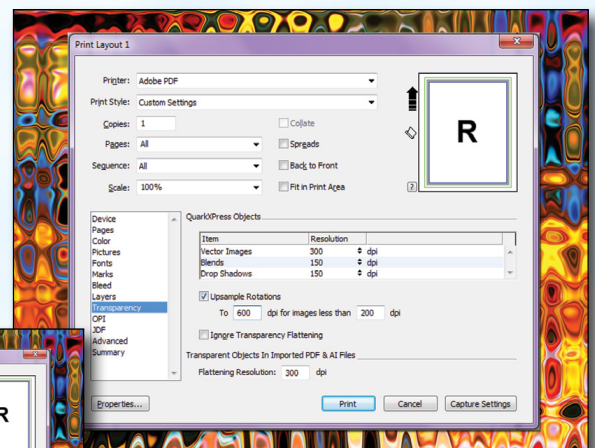 Print Layout 1
Printer: Adobe PDF
Print Style: Custom Settings
Copies: 1 Collate
Pages: All Spreads
Sequence: All Back to Front
Scale: 100% Fit in Print Area
R
?
Device
Pages
Color
Pictures
Fonts
Marks
Bleed
Layers
Transparency
OPI
JDF
Advanced
Summary
QuarkXPress Objects
Item Resolution
Vector Images 300 dpi
Blends 150 dpi
Drop Shadows 150 dpi
Upsample Rotations
To 600 dpi for images less than 200 dpi
Ignore Transparency Flattening
Transparent Objects In Imported PDF & AI Files
Flattening Resolution: 300 dpi
Properties... Print Cancel Capture Settings
R